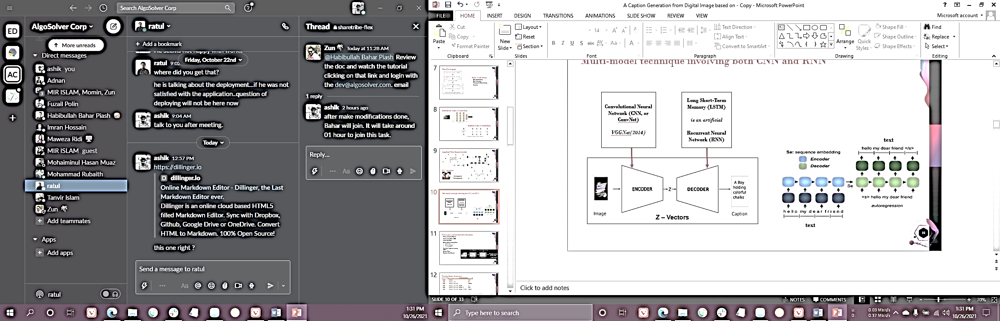 Search AlgoSolver Corp
ED
AC
AlgoSolver Corp
More unreads
Direct messages
ashik you
Adnan
3 MIR ISLAM, Momin, Zun
Fuzail Polin
Habibullah Bahar Piash
Imran Hossain
Maweza Ridi
MIR ISLAM guest
Mohaiminul Hasan Muaz
Mohammad Rubaith
ratul
Tanvir Islam
Zun
Add teammates
Apps
Add apps
ratul
ratul
Add a bookmark
He seems not happy with work..
Friday, October 22nd
ratul 9:02
where did you get that?
he is talking about the deployment...if he was not
satisfied with the application..question of
deploying will not be here now
ashik 9:04 AM
talk to you after meeting.
Today
ashik 12:57 PM
https://dillinger.io
D dillinger.io
Online Markdown Editor - Dillinger, the Last
Markdown Editor ever.
Dillinger is an online cloud based HTML5
filled Markdown Editor. Sync with Dropbox,
Github, Google Drive or OneDrive. Convert
HTML to Markdown. 100% Open Source!
this one right ?
Send a message to ratul
Aa
Thread sharetribe-flex
Zun Today at 11:28 AM
@Habibullah Bahar Piash Review
the doc and watch the tutorial
clicking on that link and login with
the dev@algosolver.com. email
1 reply
ashik 2 hours ago
after make modifications done,
Bahar will join. It will take around
01 hour to join this task.
Reply...
Aa
1:31 PM
10/26/2021
A Caption Generation from Digital Image based on - Copy - Microsoft PowerPoint
FILE HOME INSERT DESIGN TRANSITIONS ANIMATIONS SLIDE SHOW REVIEW VIEW
Microsoft account
Paste
Cut
Copy
Format Painter
Clipboard
New
Slide
Layout
Reset
Section
Slides
14 A A
B I U S abc AV Aa A
Font
Text Direction
Align Text
Convert to SmartArt
Paragraph
Arrange
Quick
Styles
Shape Fill
Shape Outline
Shape Effects
Drawing
Find
Replace
Select
Editing
7
8
9
10
11
12
Multi-model technique involving both CNN and RNN
Convolutional Neural
Network (CNN, or
ConvNet)
VGGNet(2014)
Long Short-Term
Memory (LSTM)
is an artificial
Recurrent Neural
Network (RNN)
ENCODER
Z
DECODER
A Boy
holding
colorful
chalks
Image
Z – Vectors
Caption
Se: sequence embedding
Encoder
Decoder
text
hello my dear friend </s>
Se
<s> hello my dear friend
autoregression
hello my dear friend
text
10
Click to add notes
SLIDE 10 OF 33
NOTES
COMMENTS
70%
Type here to search
U: 0.03 Mbit/s
D: 0.37 Mbit/s
1:31 PM
10/26/2021